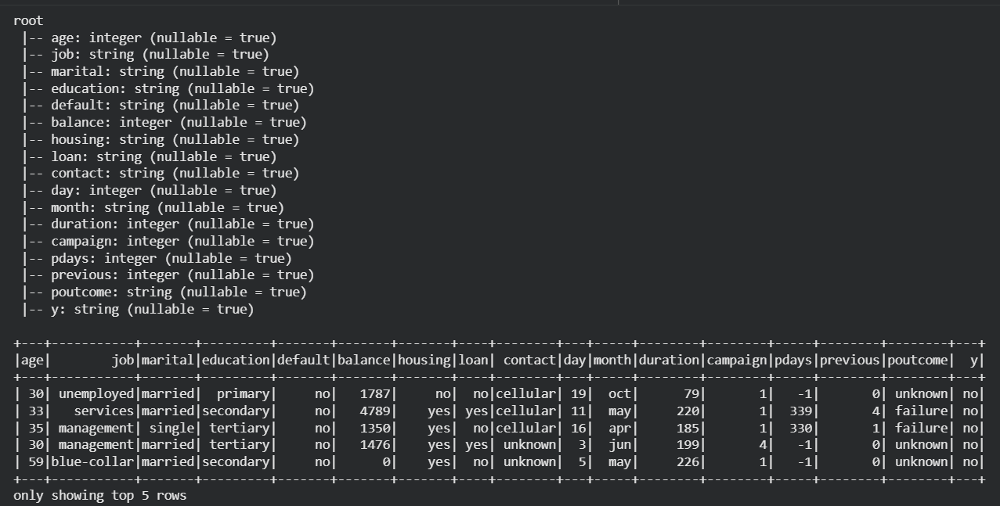 root
 |-- age: integer (nullable = true)
 |-- job: string (nullable = true)
 |-- marital: string (nullable = true)
 |-- education: string (nullable = true)
 |-- default: string (nullable = true)
 |-- balance: integer (nullable = true)
 |-- housing: string (nullable = true)
 |-- loan: string (nullable = true)
 |-- contact: string (nullable = true)
 |-- day: integer (nullable = true)
 |-- month: string (nullable = true)
 |-- duration: integer (nullable = true)
 |-- campaign: integer (nullable = true)
 |-- pdays: integer (nullable = true)
 |-- previous: integer (nullable = true)
 |-- poutcome: string (nullable = true)
 |-- y: string (nullable = true)

+---+-----------+-------+---------+-------+-------+-------+----+--------+---+-----+--------+--------+-----+--------+--------+---+
|age|        job|marital|education|default|balance|housing|loan| contact|day|month|duration|campaign|pdays|previous|poutcome|  y|
+---+-----------+-------+---------+-------+-------+-------+----+--------+---+-----+--------+--------+-----+--------+--------+---+
| 30| unemployed|married|  primary|     no|   1787|     no|  no|cellular| 19|  oct|      79|       1|   -1|       0| unknown| no|
| 33|   services|married|secondary|     no|   4789|    yes| yes|cellular| 11|  may|     220|       1|  339|       4| failure| no|
| 35| management| single| tertiary|     no|   1350|    yes|  no|cellular| 16|  apr|     185|       1|  330|       1| failure| no|
| 30| management|married| tertiary|     no|   1476|    yes| yes| unknown|  3|  jun|     199|       4|   -1|       0| unknown| no|
| 59|blue-collar|married|secondary|     no|      0|    yes|  no| unknown|  5|  may|     226|       1|   -1|       0| unknown| no|
+---+-----------+-------+---------+-------+-------+-------+----+--------+---+-----+--------+--------+-----+--------+--------+---+
only showing top 5 rows